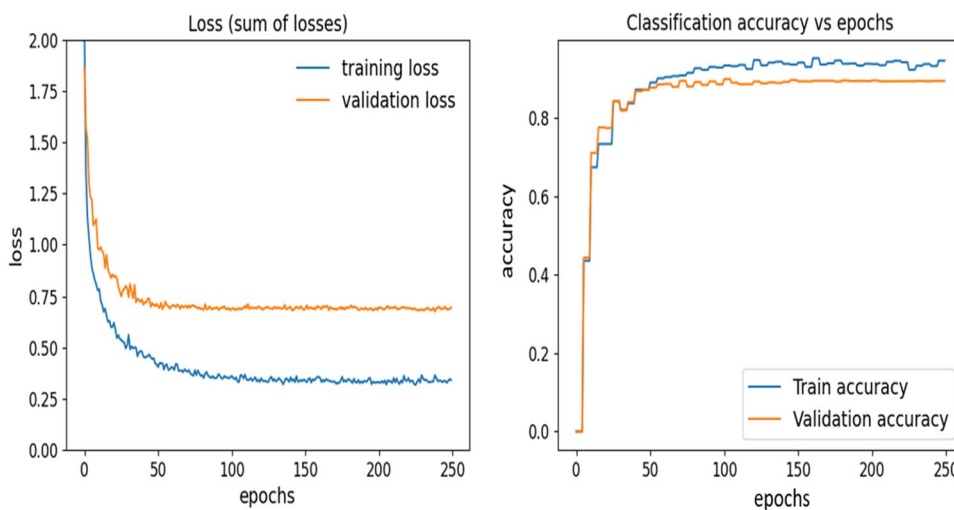 Loss (sum of losses)
2.00
1.75
1.50
1.25
1.00
0.75
0.50
0.25
0.00
loss
training loss
validation loss
0 50 100 150 200 250
epochs
Classification accuracy vs epochs
0.8
0.6
0.4
0.2
0.0
accuracy
Train accuracy
Validation accuracy
0 50 100 150 200 250
epochs